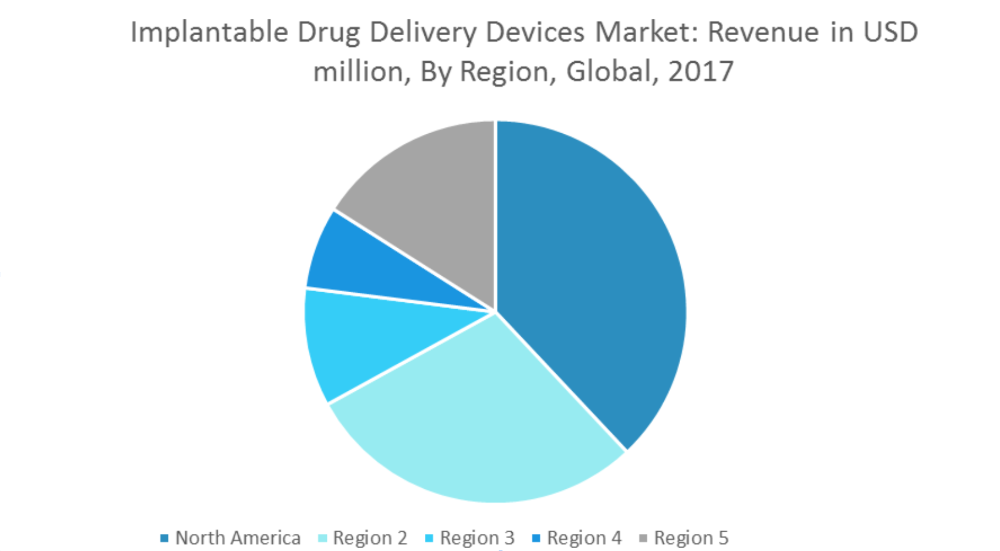 Implantable Drug Delivery Devices Market: Revenue in USD
million, By Region, Global, 2017
North America Region 2 Region 3 Region 4 Region 5